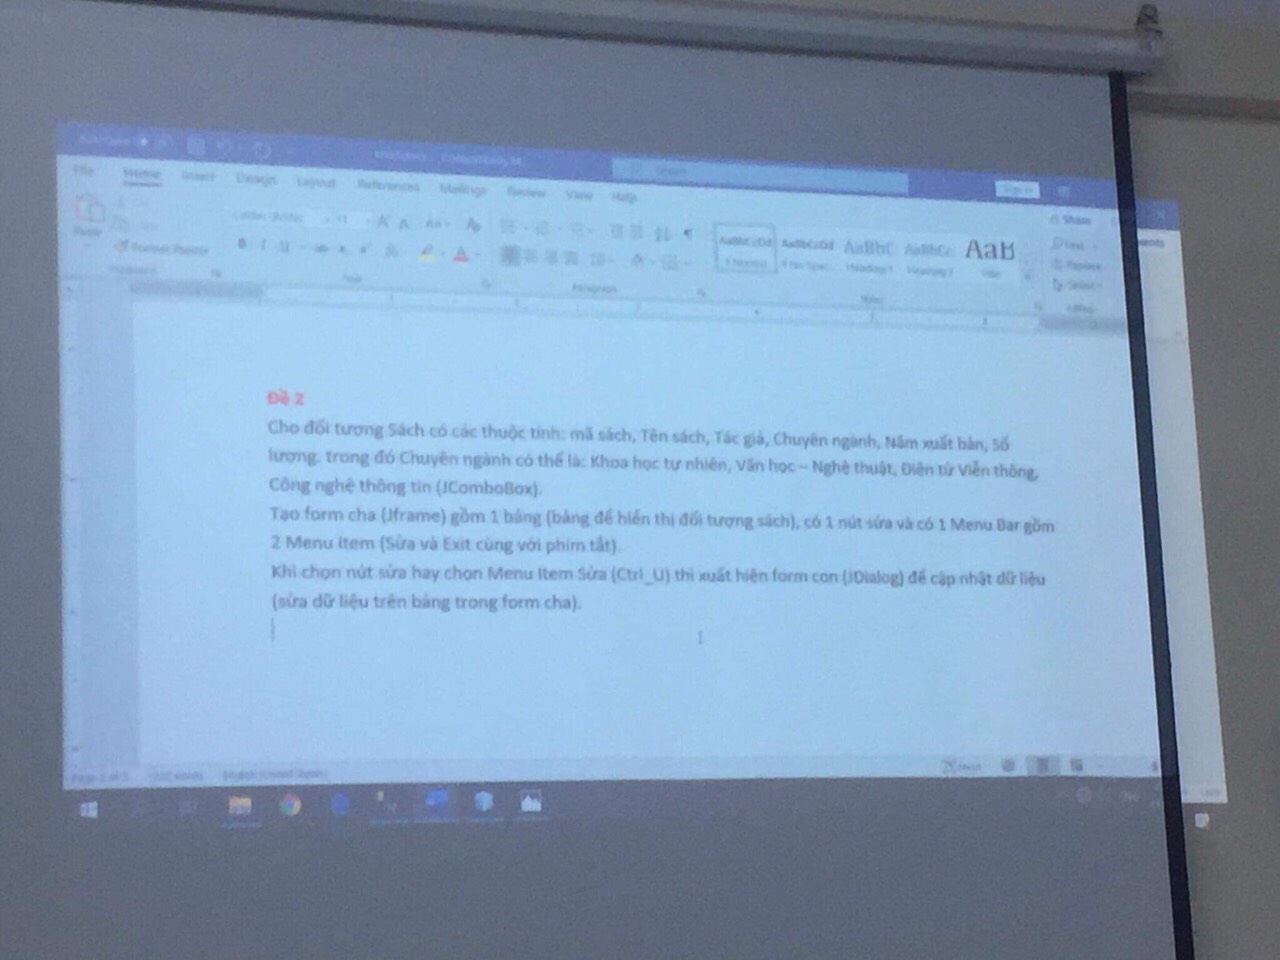 File Home Insert Design Layout References Mailings Review View Help
Share
Paste Format Painter
Paragraph
Đề 2
Cho đối tượng Sách có các thuộc tính: mã sách, Tên sách, Tác giả, Chuyên ngành, Năm xuất bản, Số
lượng. trong đó Chuyên ngành có thể là: Khoa học tự nhiên, Văn học – Nghệ thuật, Điện tử Viễn thông,
Công nghệ thông tin (JComboBox).
Tạo form cha (Jframe) gồm 1 bảng (bảng để hiển thị đối tượng sách), có 1 nút sửa và có 1 Menu Bar gồm
2 Menu Item (Sửa và Exit cùng với phím tắt).
Khi chọn nút sửa hay chọn Menu Item Sửa (Ctrl_U) thì xuất hiện form con (JDialog) để cập nhật dữ liệu
(sửa dữ liệu trên bảng trong form cha).